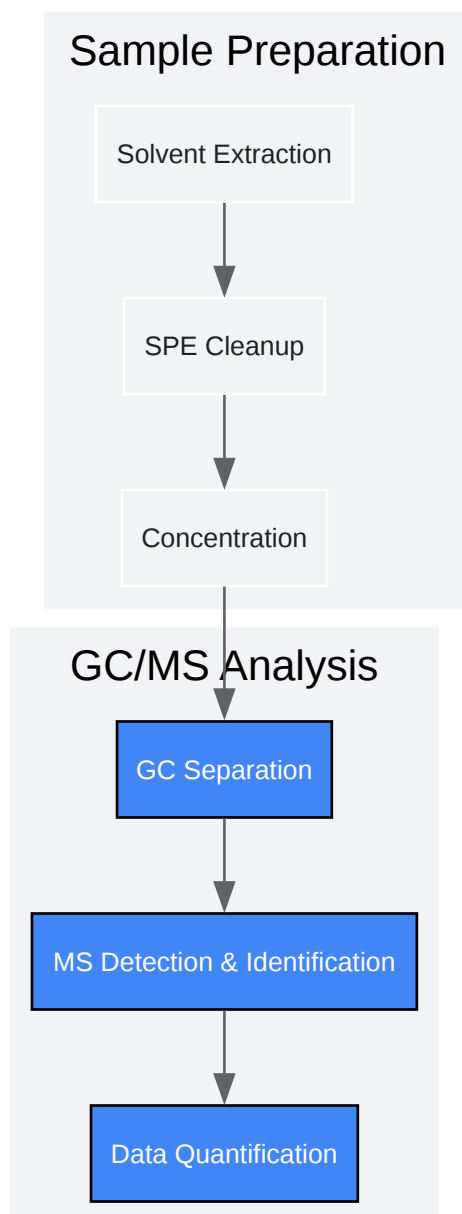 Sample Preparation
Solvent Extraction
SPE Cleanup
Concentration
GC/MS Analysis
GC Separation
MS Detection & Identification
Data Quantification